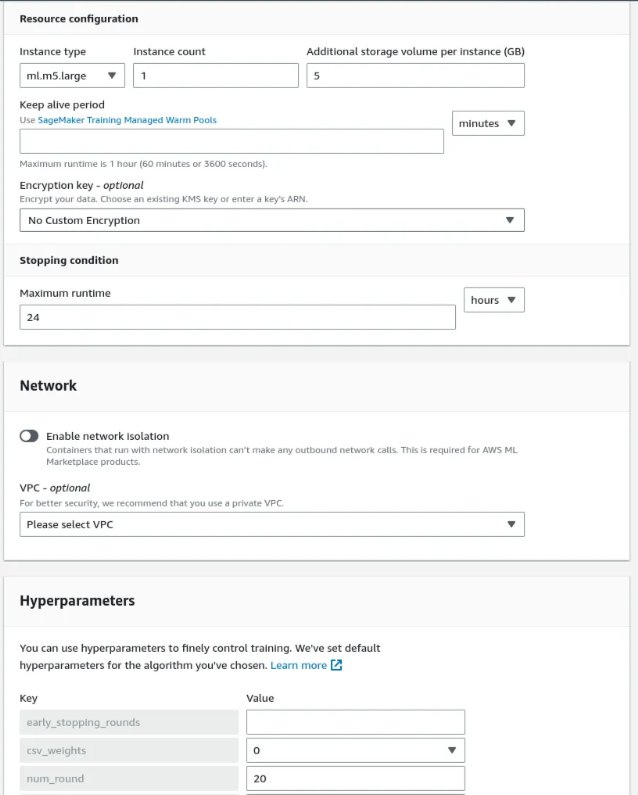 Resource configuration
Instance type Instance count Additional storage volume per instance (GB)
ml.m5.large 1 5
Keep alive period
Use SageMaker Training Managed Warm Pools
minutes
Maximum runtime is 1 hour (60 minutes or 3600 seconds).
Encryption key - optional
Encrypt your data. Choose an existing KMS key or enter a key's ARN.
No Custom Encryption
Stopping condition
Maximum runtime
hours
24
Network
Enable network isolation
Containers that run with network isolation can't make any outbound network calls. This is required for AWS ML
Marketplace products.
VPC - optional
For better security, we recommend that you use a private VPC.
Please select VPC
Hyperparameters
You can use hyperparameters to finely control training. We've set default
hyperparameters for the algorithm you've chosen. Learn more
Key Value
early_stopping_rounds
csv_weights 0
num_round 20